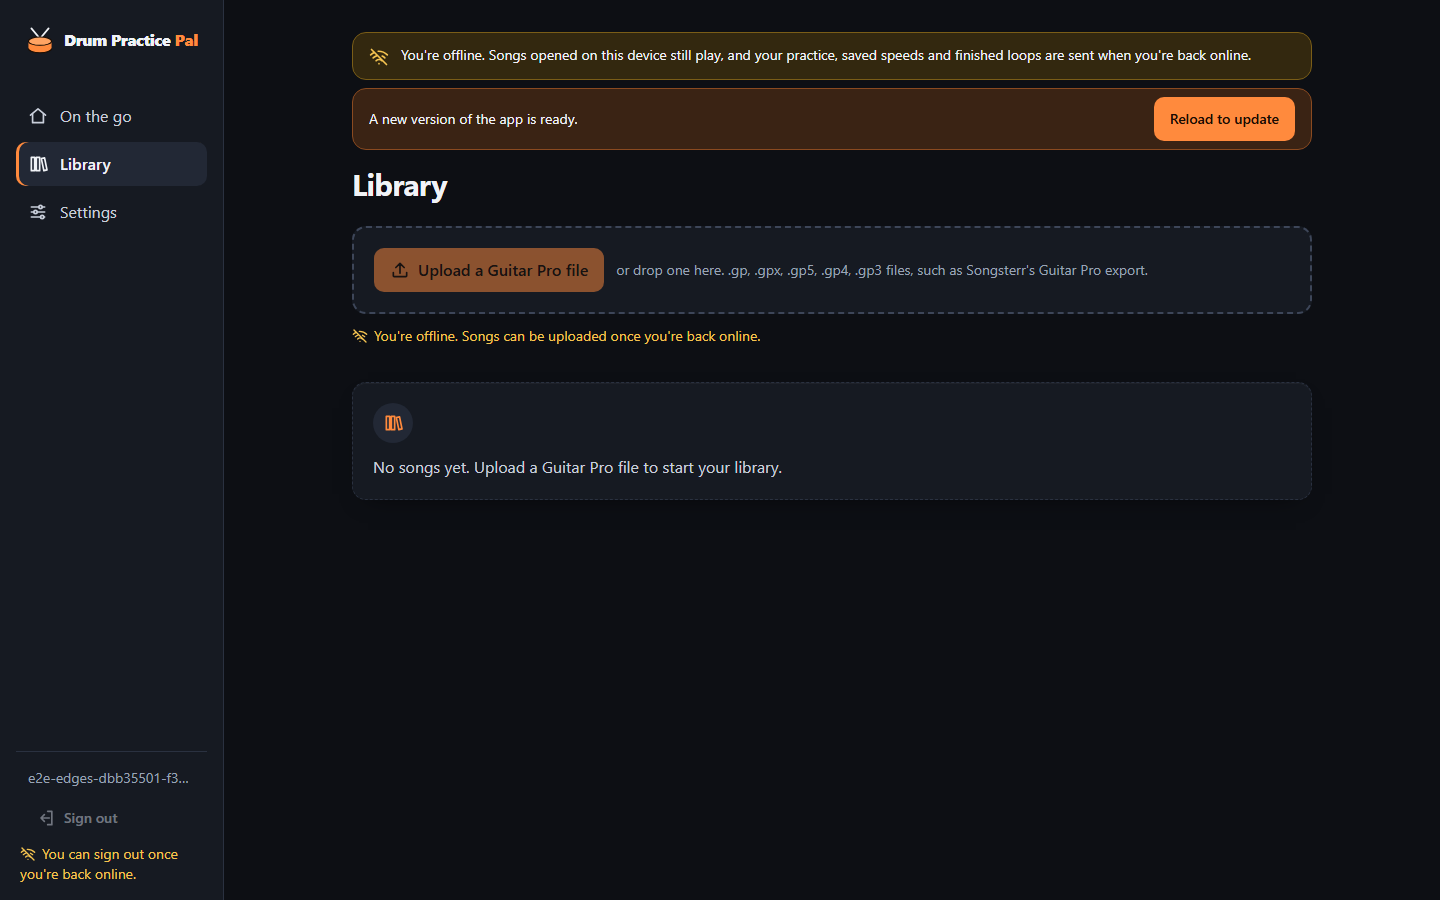 Drum Practice Pal
On the go
Library
Settings
e2e-edges-dbb35501-f3...
Sign out
You can sign out once
you're back online.
You're offline. Songs opened on this device still play, and your practice, saved speeds and finished loops are sent when you're back online.
A new version of the app is ready.
Reload to update
Library
Upload a Guitar Pro file
or drop one here. .gp, .gpx, .gp5, .gp4, .gp3 files, such as Songsterr's Guitar Pro export.
You're offline. Songs can be uploaded once you're back online.
No songs yet. Upload a Guitar Pro file to start your library.